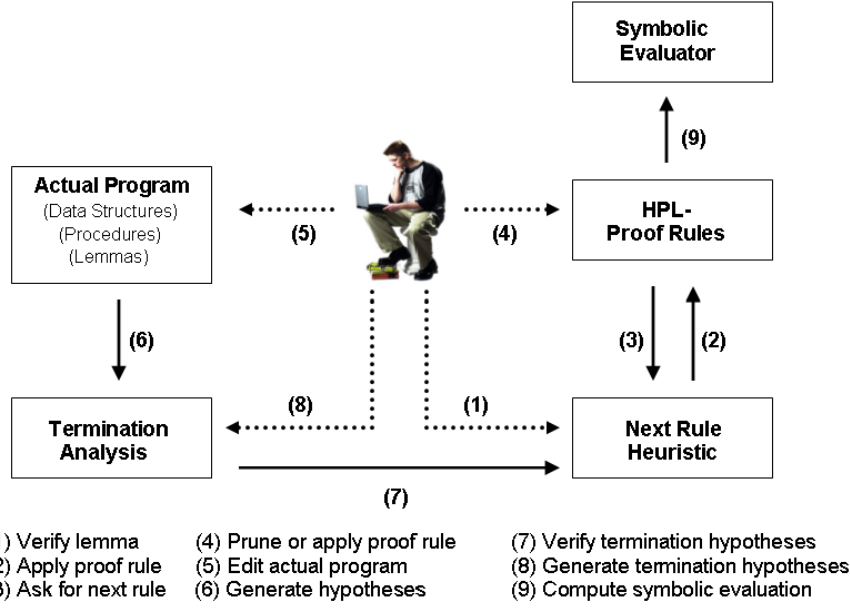 Symbolic
Evaluator
(9)
Actual Program
(Data Structures)
(Procedures)
(Lemmas)
HPL-
Proof Rules
(5)
(4)
(6)
(3)
(2)
(8)
(1)
Termination
Analysis
Next Rule
Heuristic
(7)
) Verify lemma (4) Prune or apply proof rule (7) Verify termination hypotheses
2) Apply proof rule (5) Edit actual program (8) Generate termination hypotheses
3) Ask for next rule (6) Generate hypotheses (9) Compute symbolic evaluation